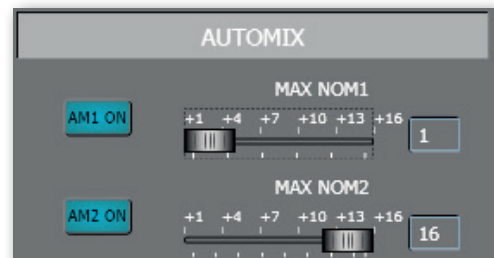 AUTOMIX
MAX NOM1
AM1 ON
+1 +4 +7 +10 +13 +16
1
MAX NOM2
AM2 ON
+1 +4 +7 +10 +13 +16
16